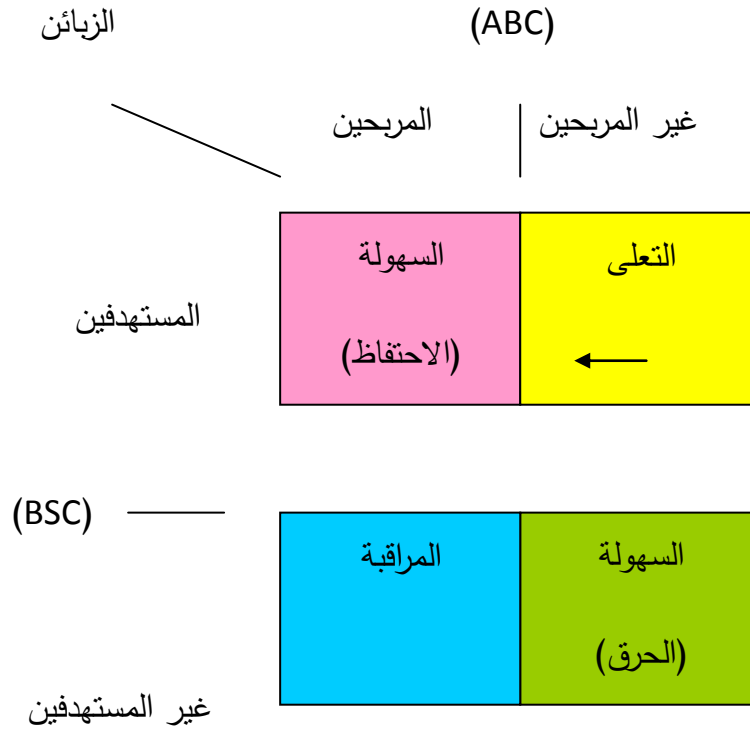 الزبائن
(ABC)
غير المربحين
المربحين
المستهدفين
السهولة
(الاحتفاظ)
التعلى
(BSC)
المراقبة
السهولة
(الحرق)
غير المستهدفين